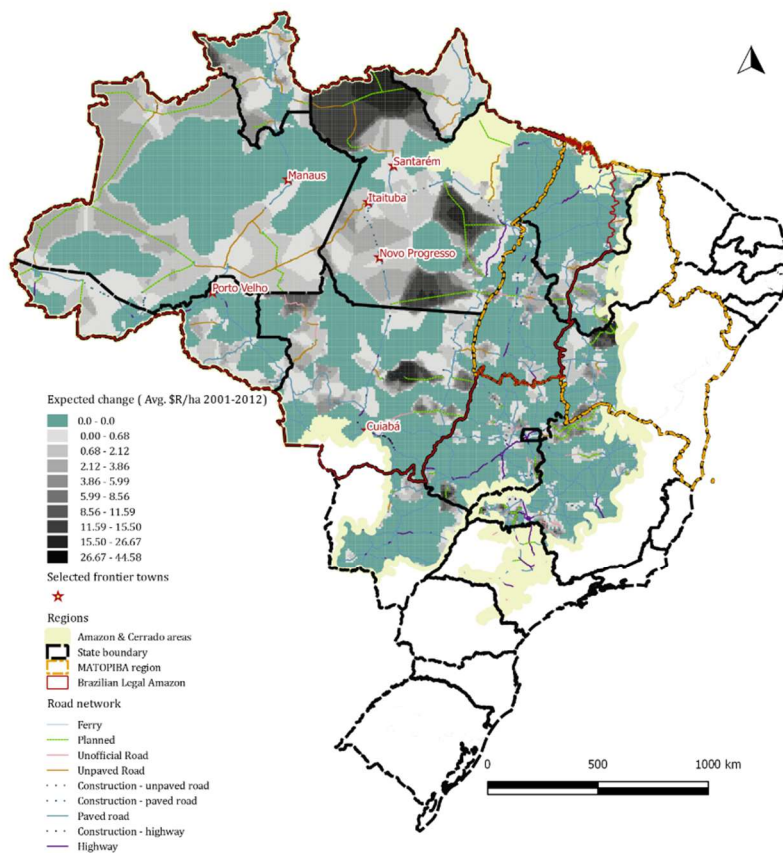 Manaus
Santarém
Itaituba
Novo Progresso
Porto Velho
Cuiabá
Expected change ( Avg. $R/ha 2001-2012)
0.0 - 0.0
0.00 - 0.68
0.68 - 2.12
2.12 - 3.86
3.86 - 5.99
5.99 - 8.56
8.56 - 11.59
11.59 - 15.50
15.50 - 26.67
26.67 - 44.58
Selected frontier towns
Regions
Amazon & Cerrado areas
State boundary
MATOPIBA region
Brazilian Legal Amazon
Road network
Ferry
Planned
Unofficial Road
Unpaved Road
Construction - unpaved road
Construction - paved road
Paved road
Construction - highway
Highway
0 500 1000 km